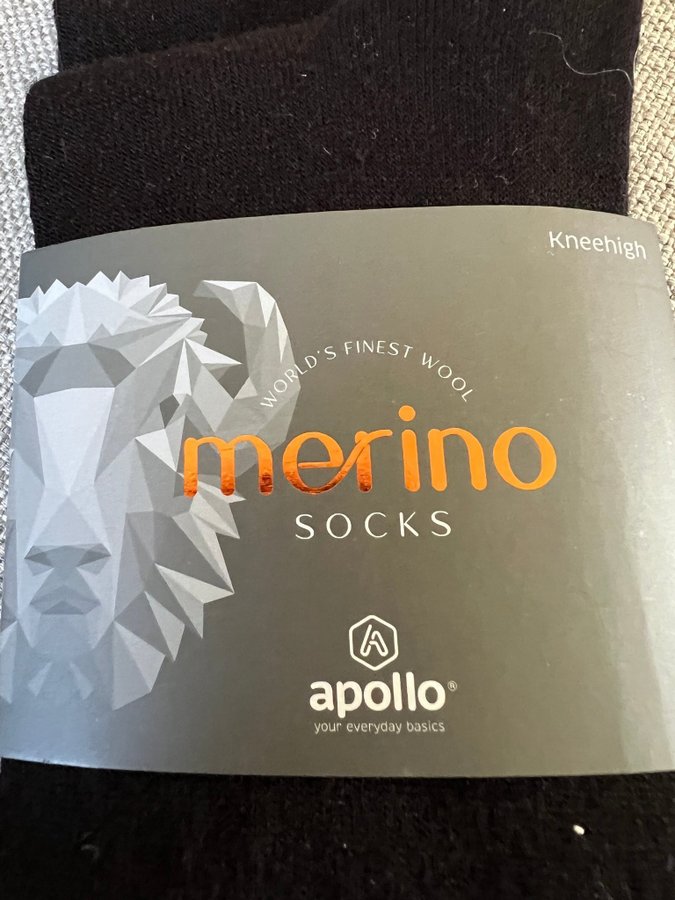 Kneehigh
WORLD'S FINEST WOOL
merino
SOCKS
apollo®
your everyday basics